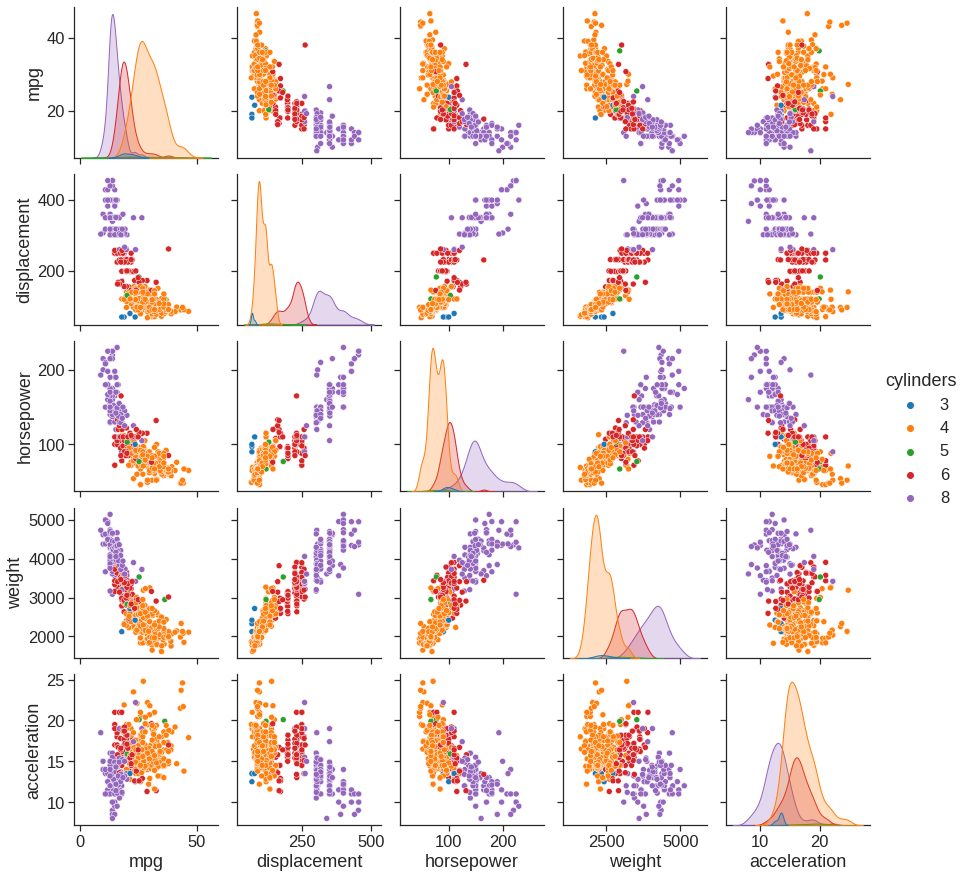 40
20
mpg
400
200
displacement
200
100
horsepower
5000
4000
3000
2000
weight
25
20
15
10
acceleration
0 50
mpg
250 500
displacement
100 200
horsepower
2500 5000
weight
10 20
acceleration
cylinders
3
4
5
6
8